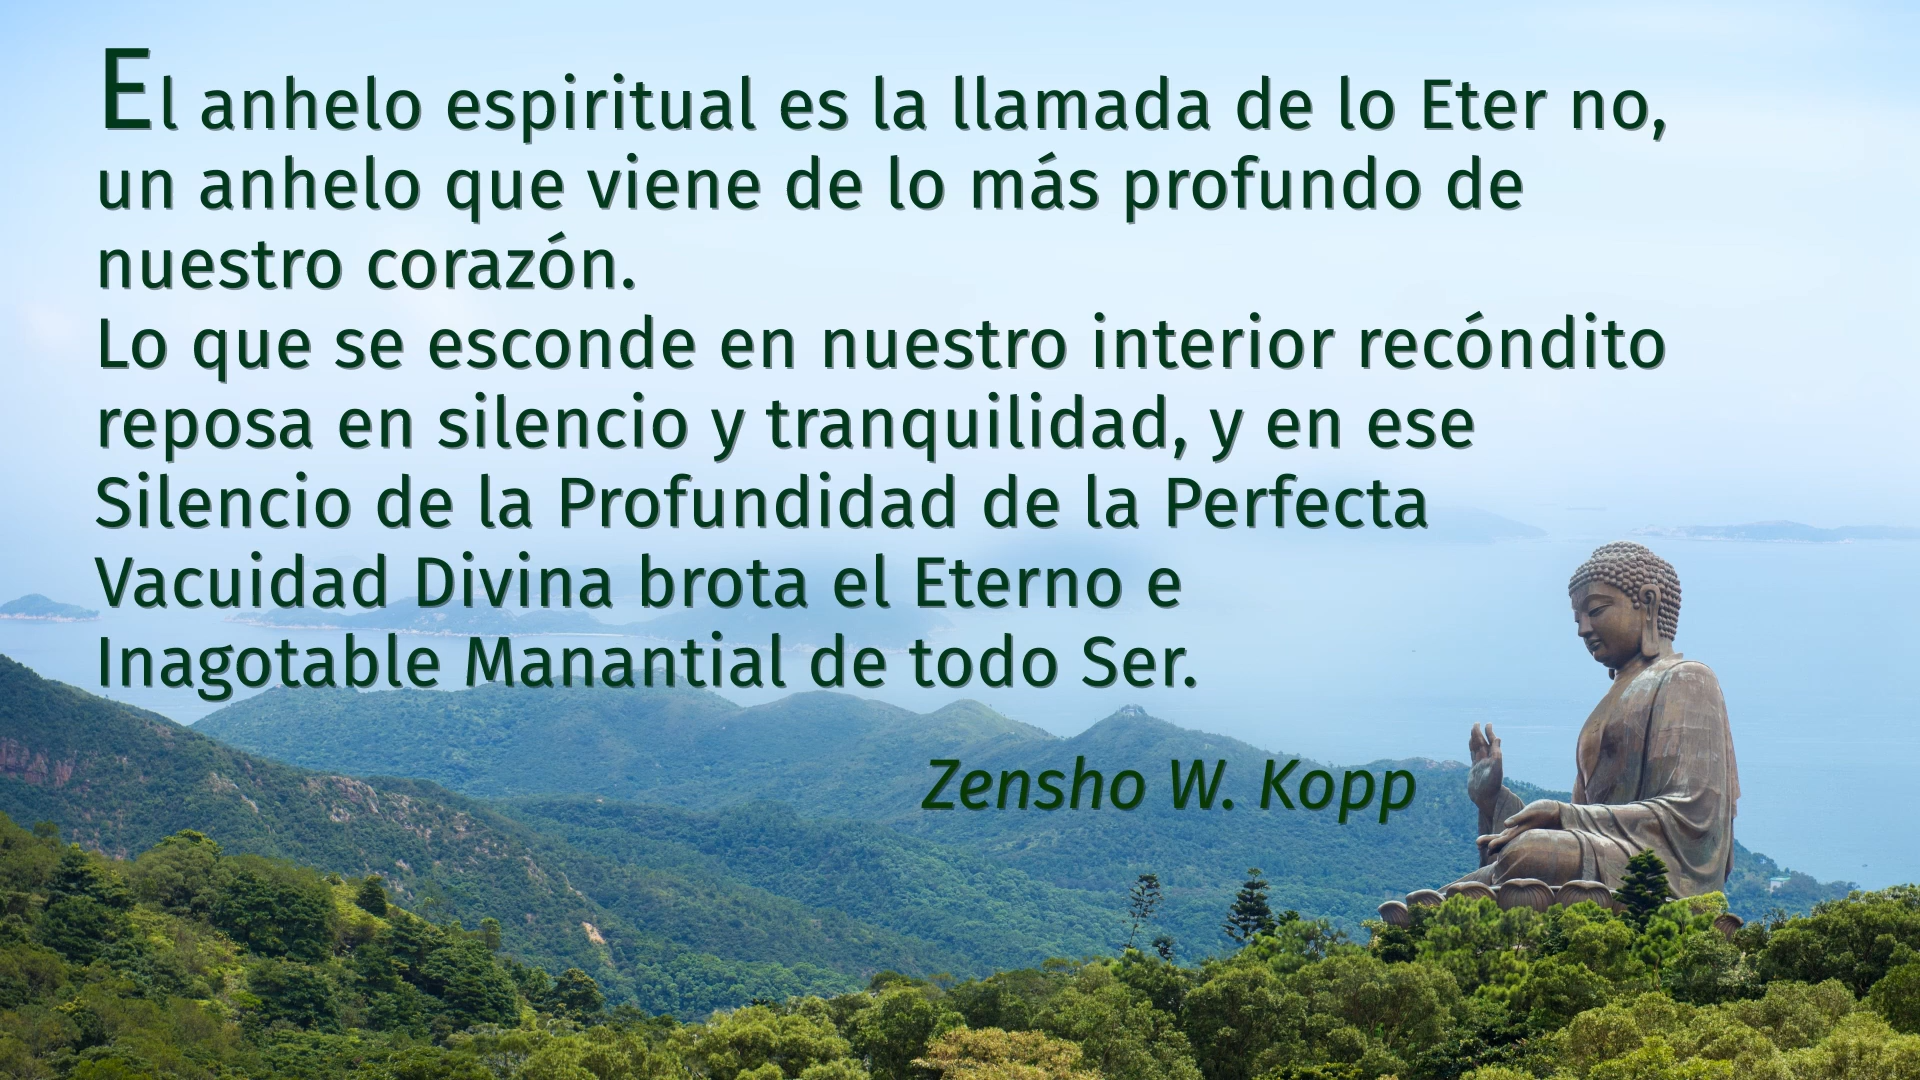 El anhelo espiritual es la llamada de lo Eter no,
un anhelo que viene de lo más profundo de
nuestro corazón.
Lo que se esconde en nuestro interior recóndito
reposa en silencio y tranquilidad, y en ese
Silencio de la Profundidad de la Perfecta
Vacuidad Divina brota el Eterno e
Inagotable Manantial de todo Ser.
Zensho W. Kopp